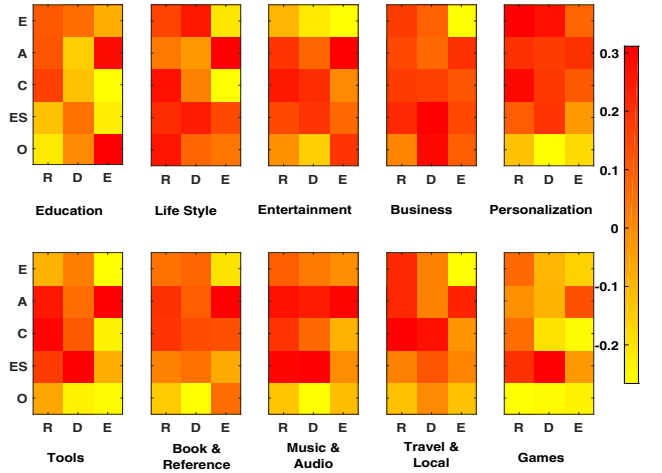 E
A
C
ES
O
R D E R D E R D E R D E R D E
Education Life Style Entertainment Business Personalization
0.3
0.2
0.1
0
-0.1
-0.2
E
A
C
ES
O
R D E R D E R D E R D E R D E
Tools Book & Reference Music & Audio Travel & Local Games